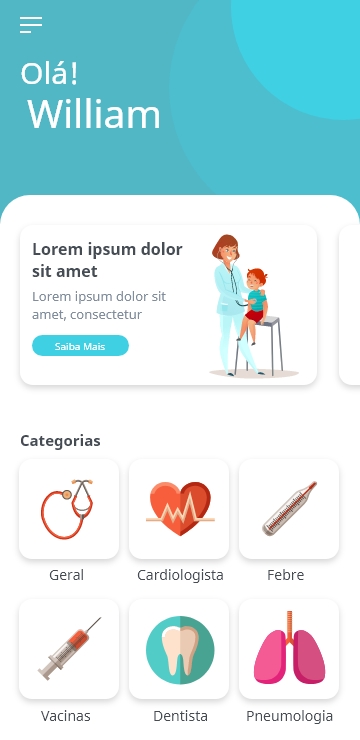 Olá!
William
Lorem ipsum dolor
sit amet
Lorem ipsum dolor sit
amet, consectetur
Saiba Mais
Categorias
Geral
Cardiologista
Febre
Vacinas
Dentista
Pneumologia